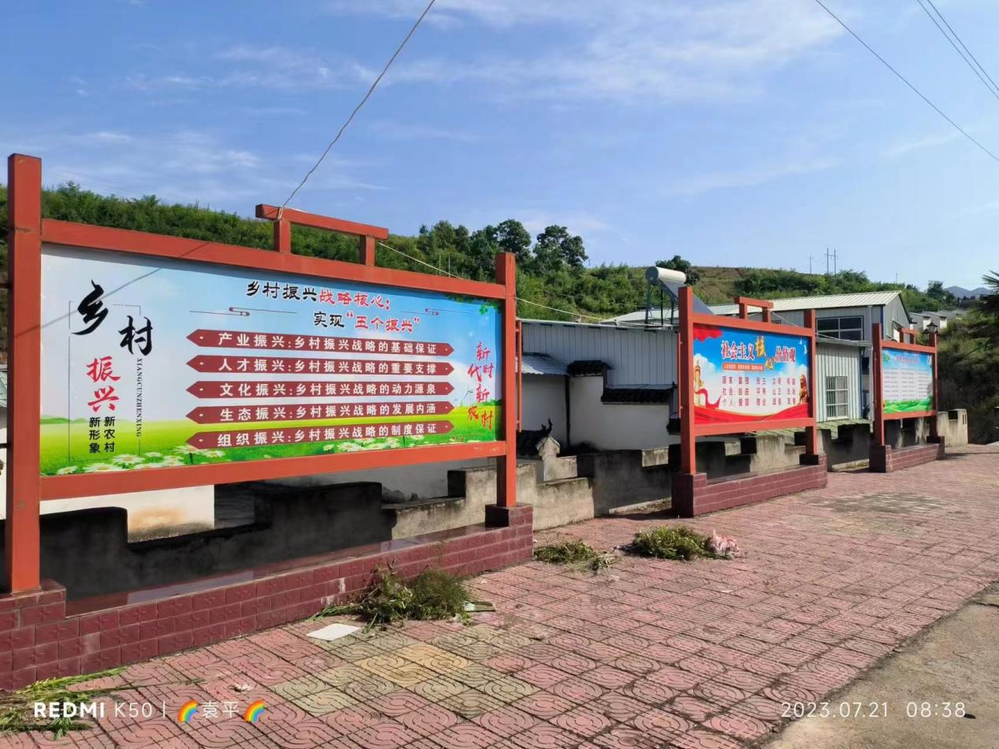 乡村
振兴
XIANGCUNZHENXING
新农村
新形象
乡村振兴战略核心:
实现"五个振兴"
产业振兴:乡村振兴战略的基础保证
人才振兴:乡村振兴战略的重要支撑
文化振兴:乡村振兴战略的动力源泉
生态振兴:乡村振兴战略的发展内涵
组织振兴:乡村振兴战略的制度保证
新时代新农村
社会主义核心价值观
国家 富强 民主 文明 和谐
社会 自由 平等 公正 法治
个人 爱国 敬业 诚信 友善
REDMI K50 | 🌈袁平🌈
2023.07.21 08:38